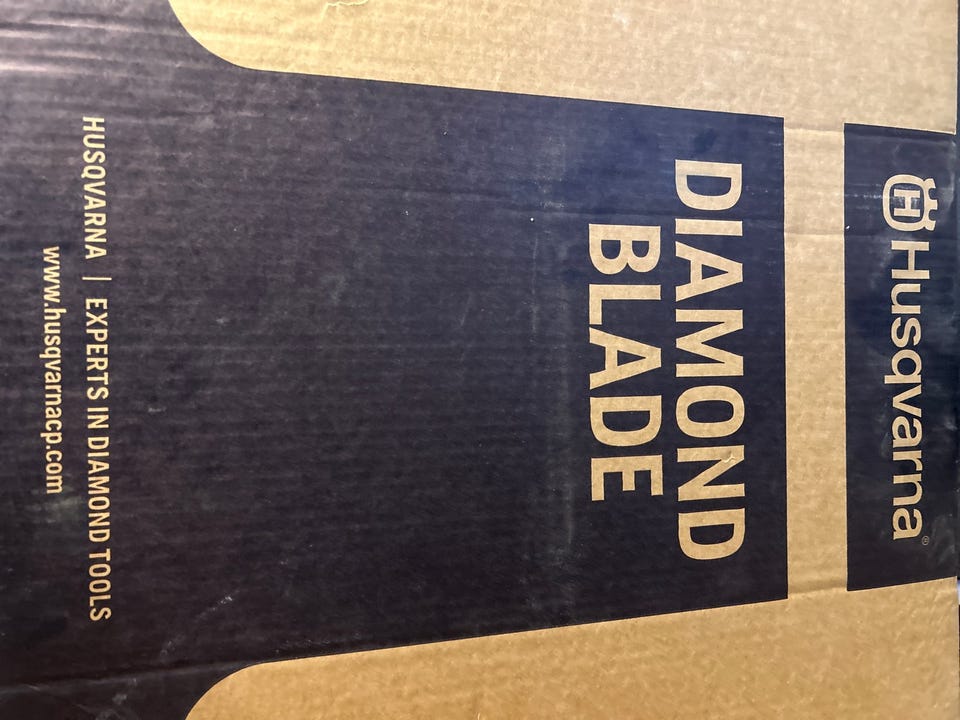 Husqvarna®
DIAMOND
BLADE
HUSQVARNA | EXPERTS IN DIAMOND TOOLS
www.husqvarnacp.com